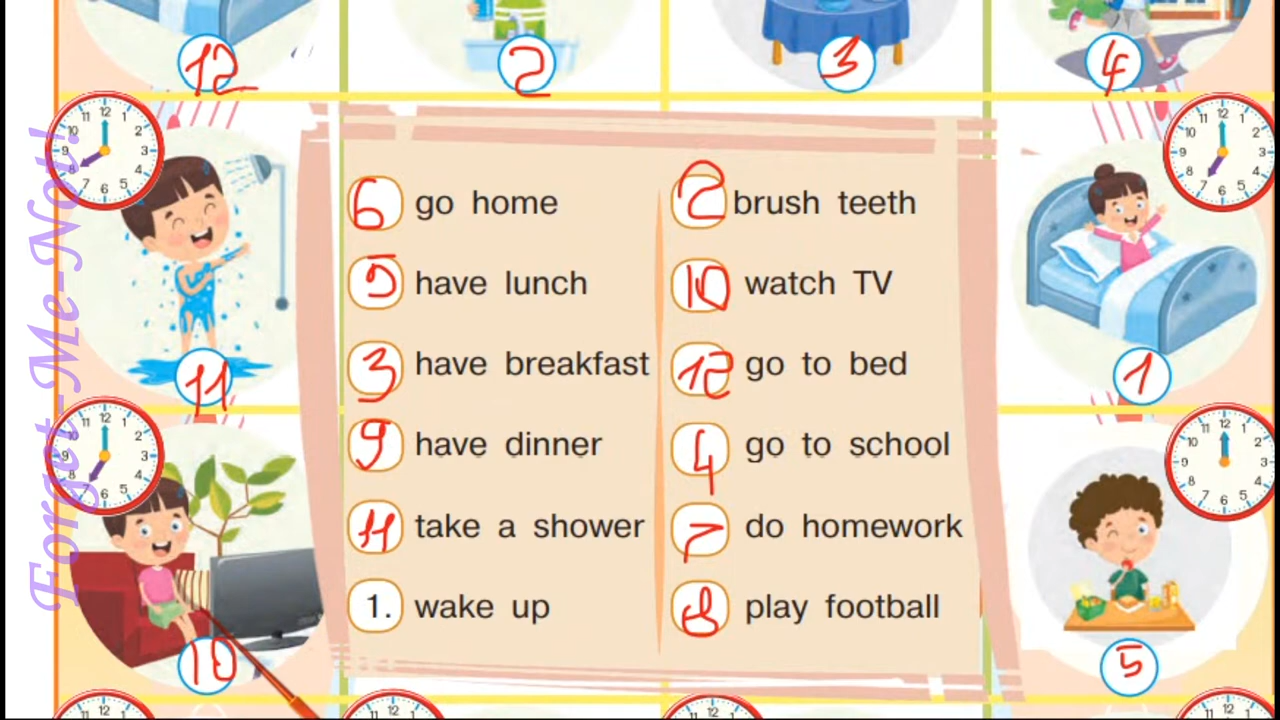 12
2
3
4
Forget-Me-Not!
6 go home
5 have lunch
3 have breakfast
9 have dinner
11 take a shower
1. wake up
2 brush teeth
10 watch TV
12 go to bed
4 go to school
7 do homework
8 play football
11
1
10
5